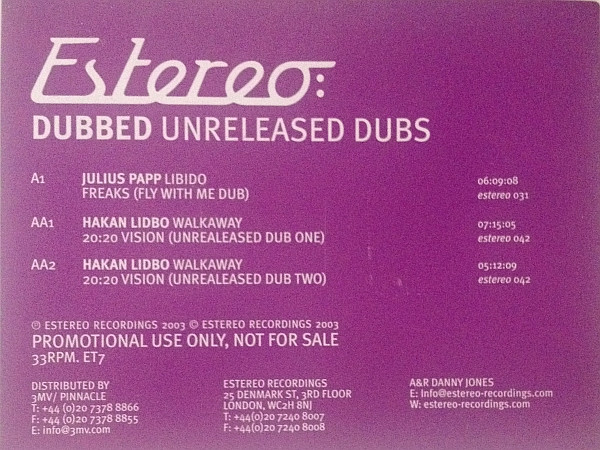 Estereo:
DUBBED UNRELEASED DUBS
A1 JULIUS PAPP LIBIDO 06:09:08
FREAKS (FLY WITH ME DUB) estereo 031
AA1 HAKAN LIDBO WALKAWAY 07:15:05
20:20 VISION (UNREALEASED DUB ONE) estereo 042
AA2 HAKAN LIDBO WALKAWAY 05:12:09
20:20 VISION (UNREALEASED DUB TWO) estereo 042
℗ ESTEREO RECORDINGS 2003 © ESTEREO RECORDINGS 2003
PROMOTIONAL USE ONLY, NOT FOR SALE
33RPM. ET7
DISTRIBUTED BY
3MV/ PINNACLE
T: +44 (0)20 7378 8866
F: +44 (0)20 7378 8855
E: info@3mv.com
ESTEREO RECORDINGS
25 DENMARK ST, 3RD FLOOR
LONDON, WC2H 8NJ
T: +44(0)20 7240 8007
F: +44(0)20 7240 8008
A&R DANNY JONES
E: Info@estereo-recordings.com
W: estereo-recordings.com